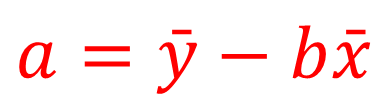 a = ȳ − bx̄